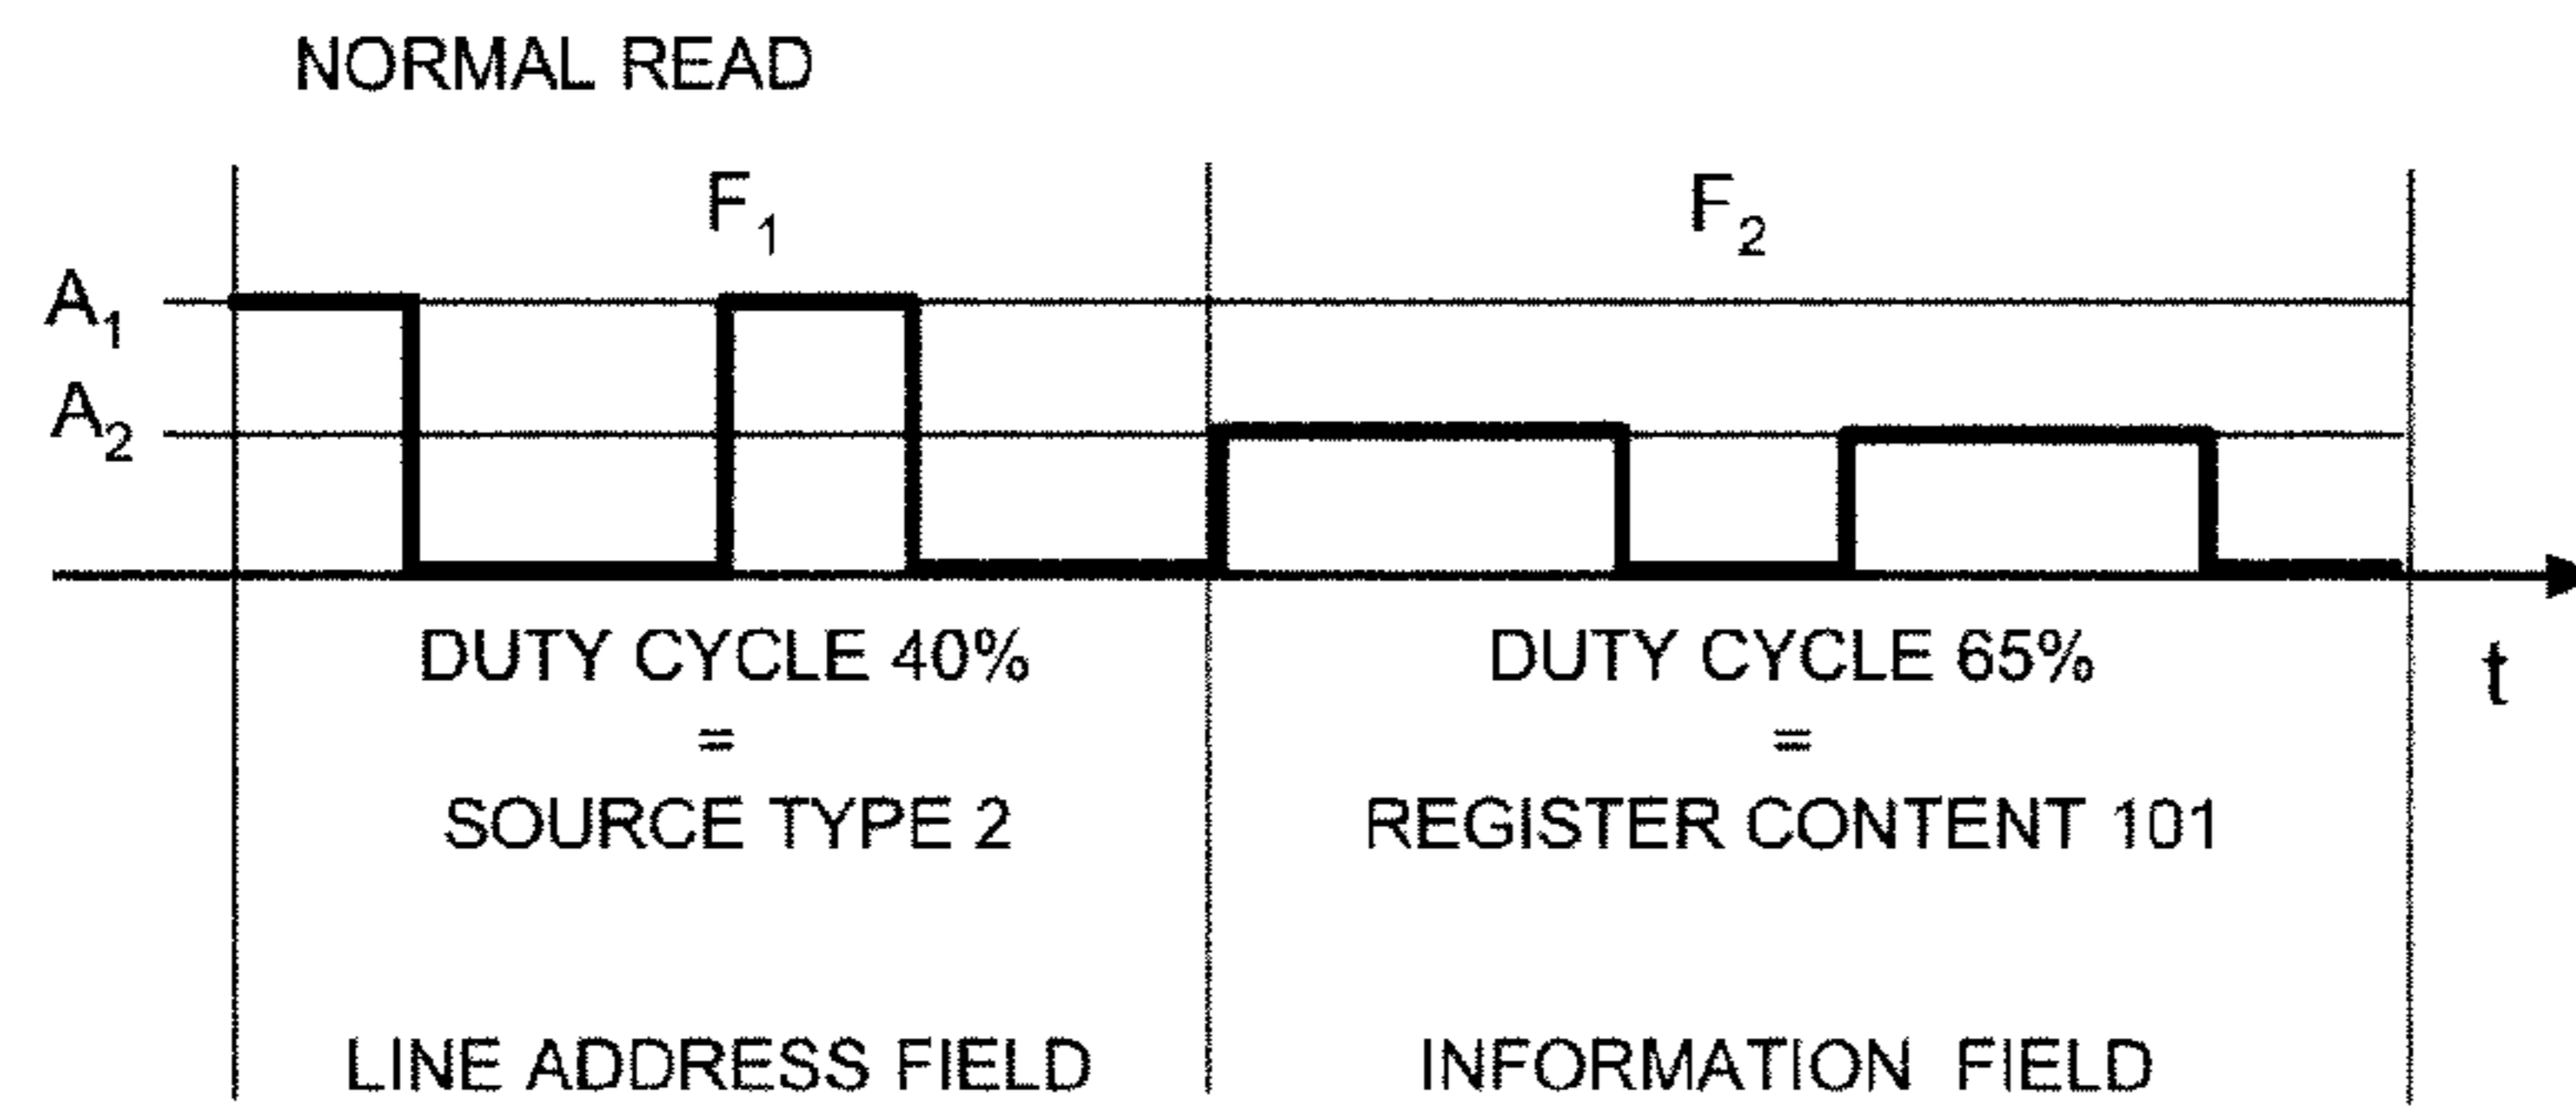 NORMAL READ
F1 F2
A1
A2
DUTY CYCLE 40% DUTY CYCLE 65%
= =
t
SOURCE TYPE 2 REGISTER CONTENT 101
LINE ADDRESS FIELD INFORMATION FIELD